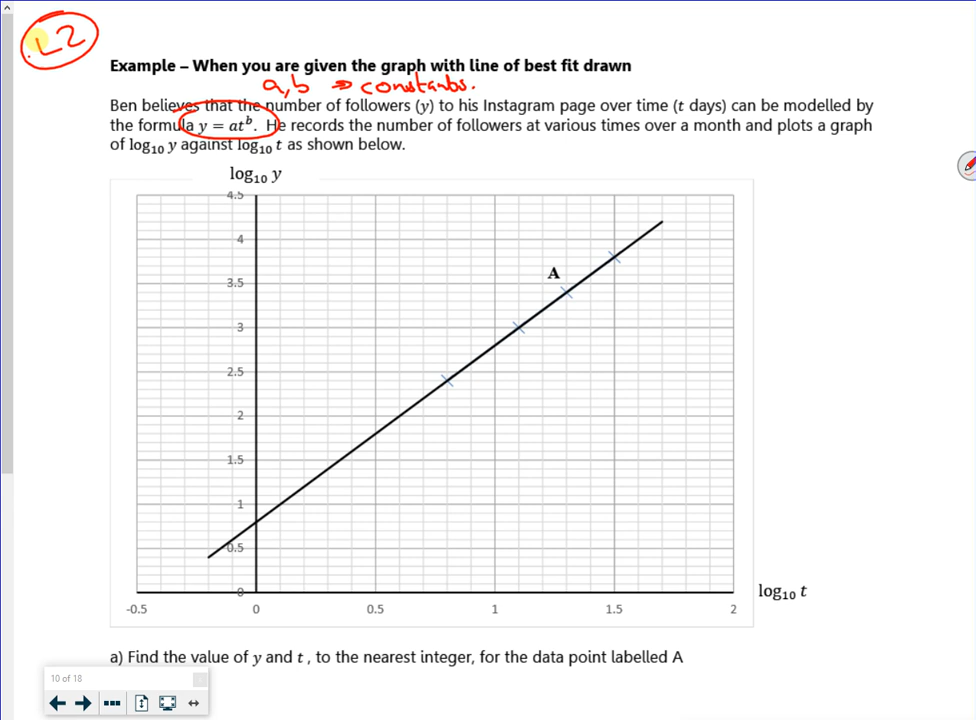 L2
Example – When you are given the graph with line of best fit drawn
a,b → constants.
Ben believes that the number of followers (y) to his Instagram page over time (t days) can be modelled by
the formula y = atᵇ. He records the number of followers at various times over a month and plots a graph
of log₁₀ y against log₁₀ t as shown below.
log₁₀ y
4.5
4
A
3.5
3
2.5
2
1.5
1
0.5
0
log₁₀ t
-0.5 0 0.5 1 1.5 2
a) Find the value of y and t , to the nearest integer, for the data point labelled A
10 of 18